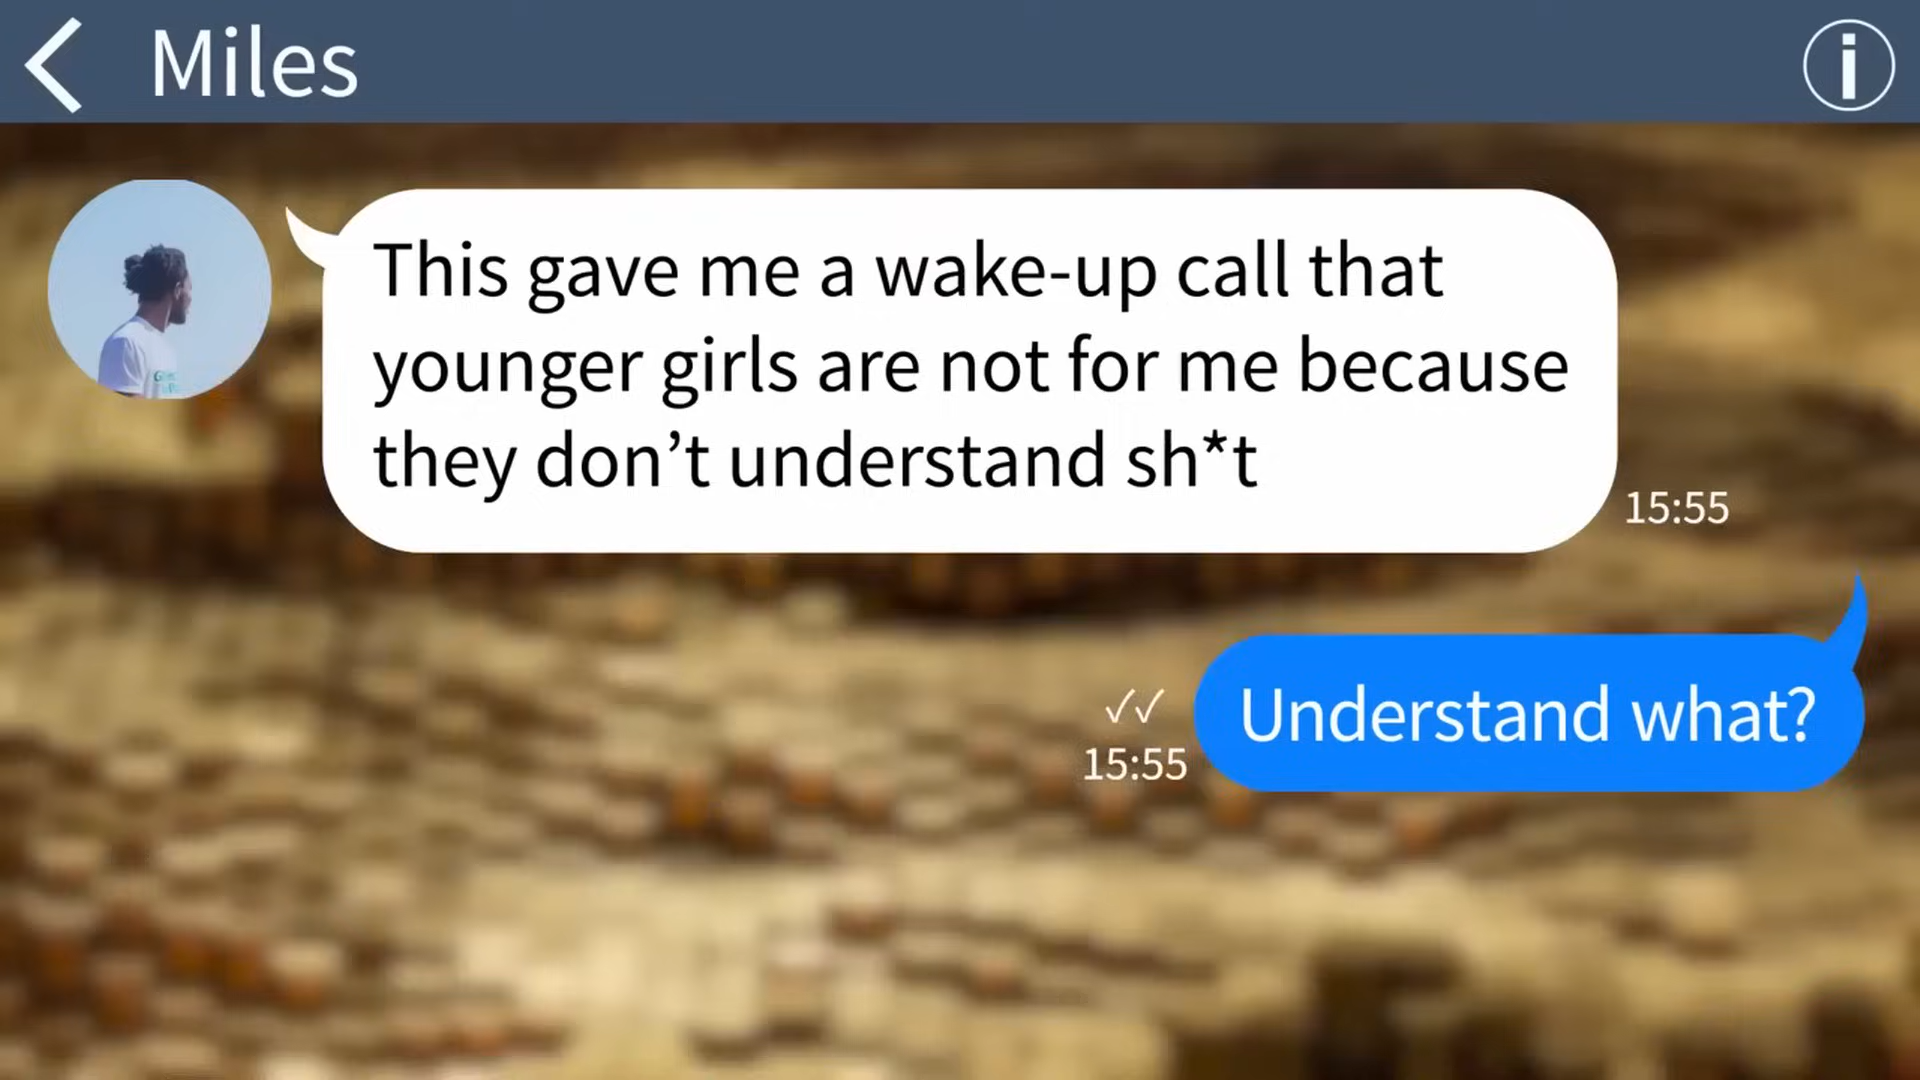 Miles
This gave me a wake-up call that
younger girls are not for me because
they don’t understand sh*t
15:55
Understand what?
✓✓
15:55